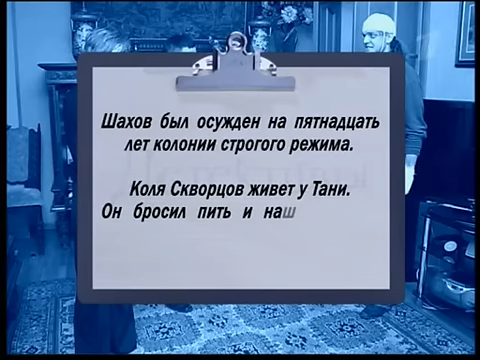 Шахов был осужден на пятнадцать
лет колонии строгого режима.
Коля Скворцов живет у Тани.
Он бросил пить и наш